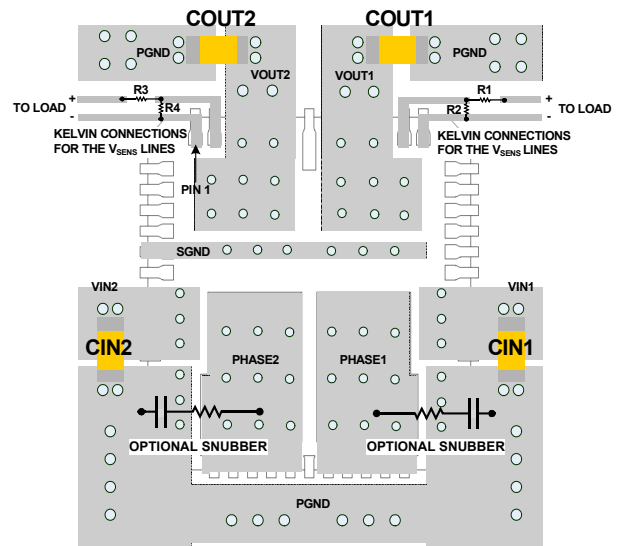 COUT2 COUT1
PGND PGND
VOUT2 VOUT1
R3 R1
+ +
TO LOAD R4 R2 TO LOAD
- -
KELVIN CONNECTIONS
FOR THE VSENS LINES
KELVIN CONNECTIONS
FOR THE VSENS LINES
PIN 1
SGND
VIN2 VIN1
CIN2 CIN1
PHASE2 PHASE1
OPTIONAL SNUBBER OPTIONAL SNUBBER
PGND